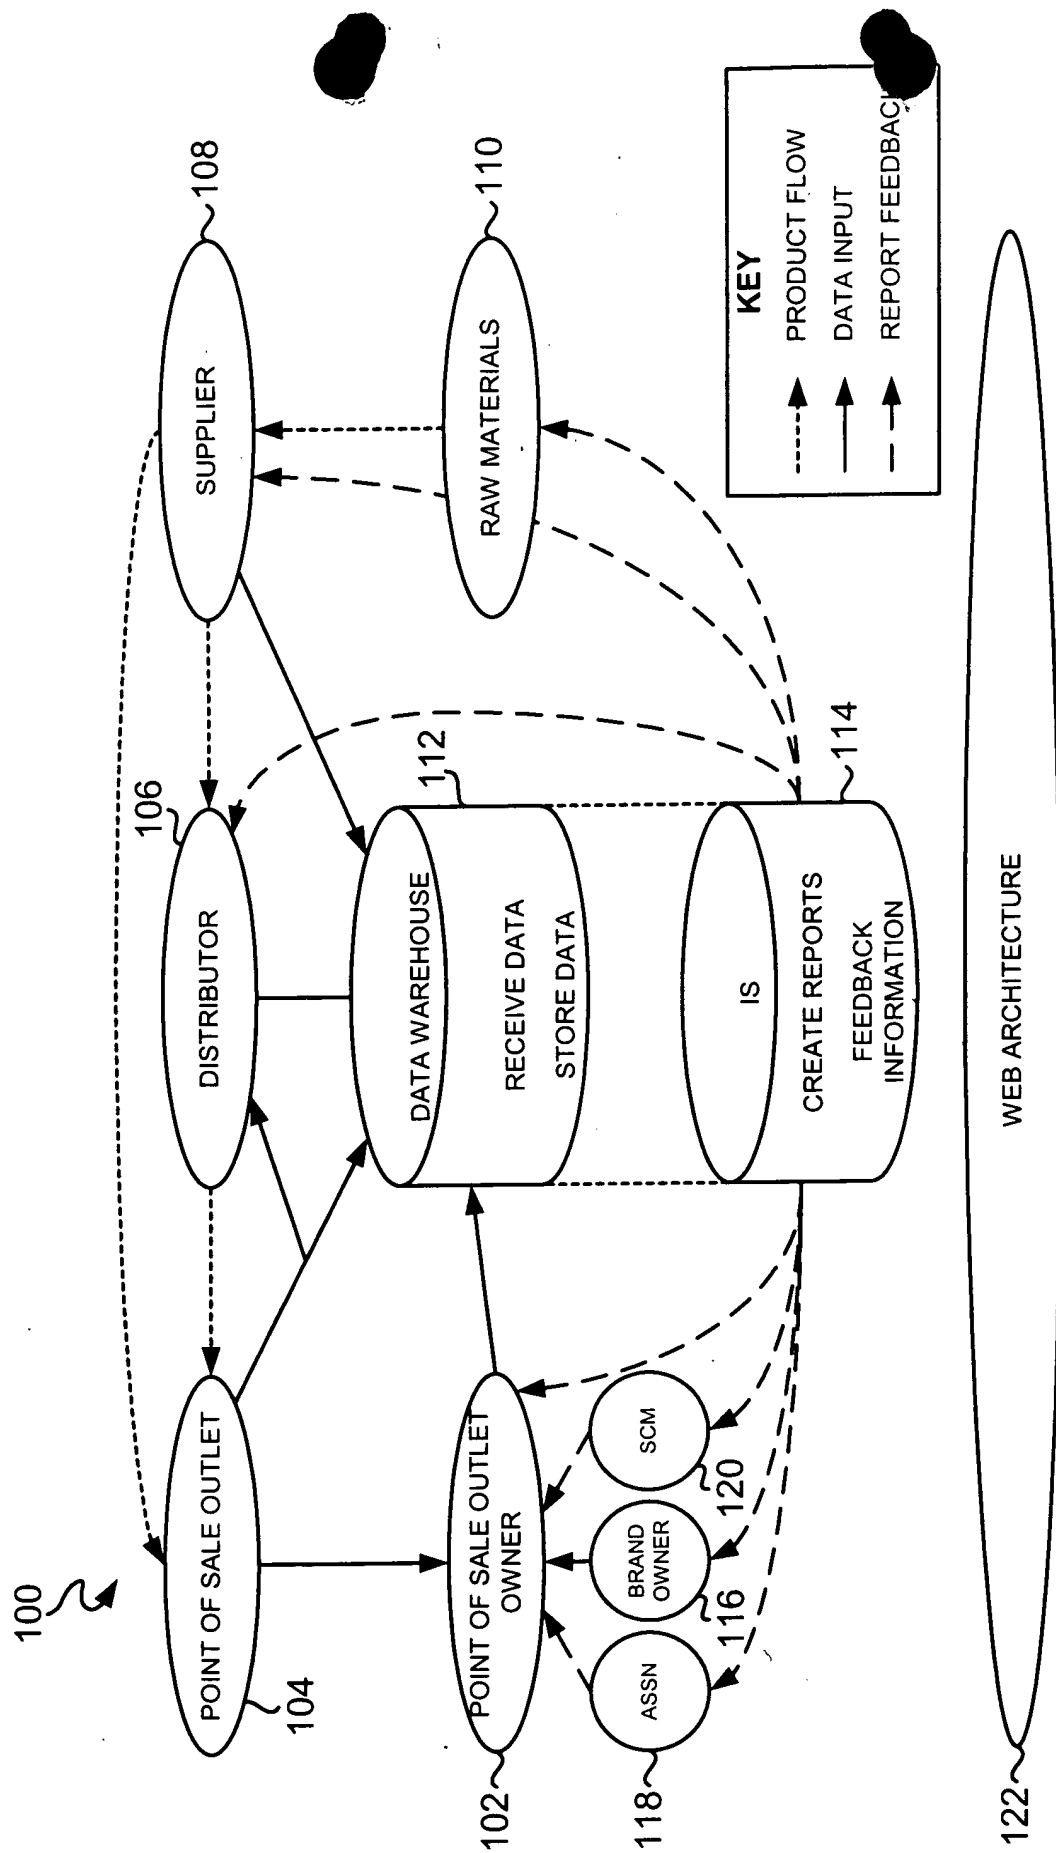 100
104
POINT OF SALE OUTLET
106
DISTRIBUTOR
SUPPLIER
108
102
POINT OF SALE OUTLET
OWNER
112
DATA WAREHOUSE
RECEIVE DATA
STORE DATA
RAW MATERIALS
110
118
ASSN
116
BRAND
OWNER
120
SCM
114
IS
CREATE REPORTS
FEEDBACK
INFORMATION
KEY
PRODUCT FLOW
DATA INPUT
REPORT FEEDBACK
122
WEB ARCHITECTURE